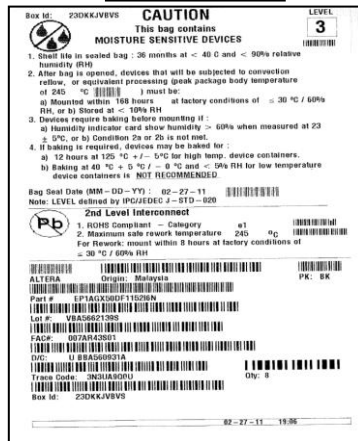 Box Id: 23DKKJVBVS
CAUTION
LEVEL
3
This bag contains
MOISTURE SENSITIVE DEVICES
1. Shelf life in sealed bag : 36 months at < 40 C and < 90% relative
humidity (RH)
2. After bag is opened, devices that will be subjected to convection
reflow, or equivalent processing (peak package body temperature
of 245 °C ) must be:
a) Mounted within 168 hours at factory conditions of ≤ 30 °C / 60%
RH, or b) Stored at < 10% RH
3. Devices require baking before mounting if :
a) Humidity indicator card show humidity > 60% when measured at 23
± 5°C, or b) Condition 2a or 2b is not met.
4. If baking is required, devices may be baked for :
a) 12 hours at 125 °C +/- 5°C for high temp. device containers.
b) Baking at 40 °C + 5 °C / - 0 °C and < 5% RH for low temperature
device containers is NOT RECOMMENDED
Bag Seal Date (MM-DD-YY) : 02-27-11
Note: LEVEL defined by IPC/JEDEC J-STD-020
Pb
2nd Level Interconnect
1. ROHS Compliant - Category e1
2. Maximum safe rework temperature 245 °C
For Rework: mount within 8 hours at factory conditions of
≤ 30 °C / 60% RH
ALTERA Origin: Malaysia PK: BK
Part # EP1AGX50DF1152I6N
Lot #: VBA5662139S
FAC#: 007AR43S01
D/C: U BBA560931A
Trace Code: Qty: 8
Box Id: 23DKKJVBVS
02-27-11 19:06